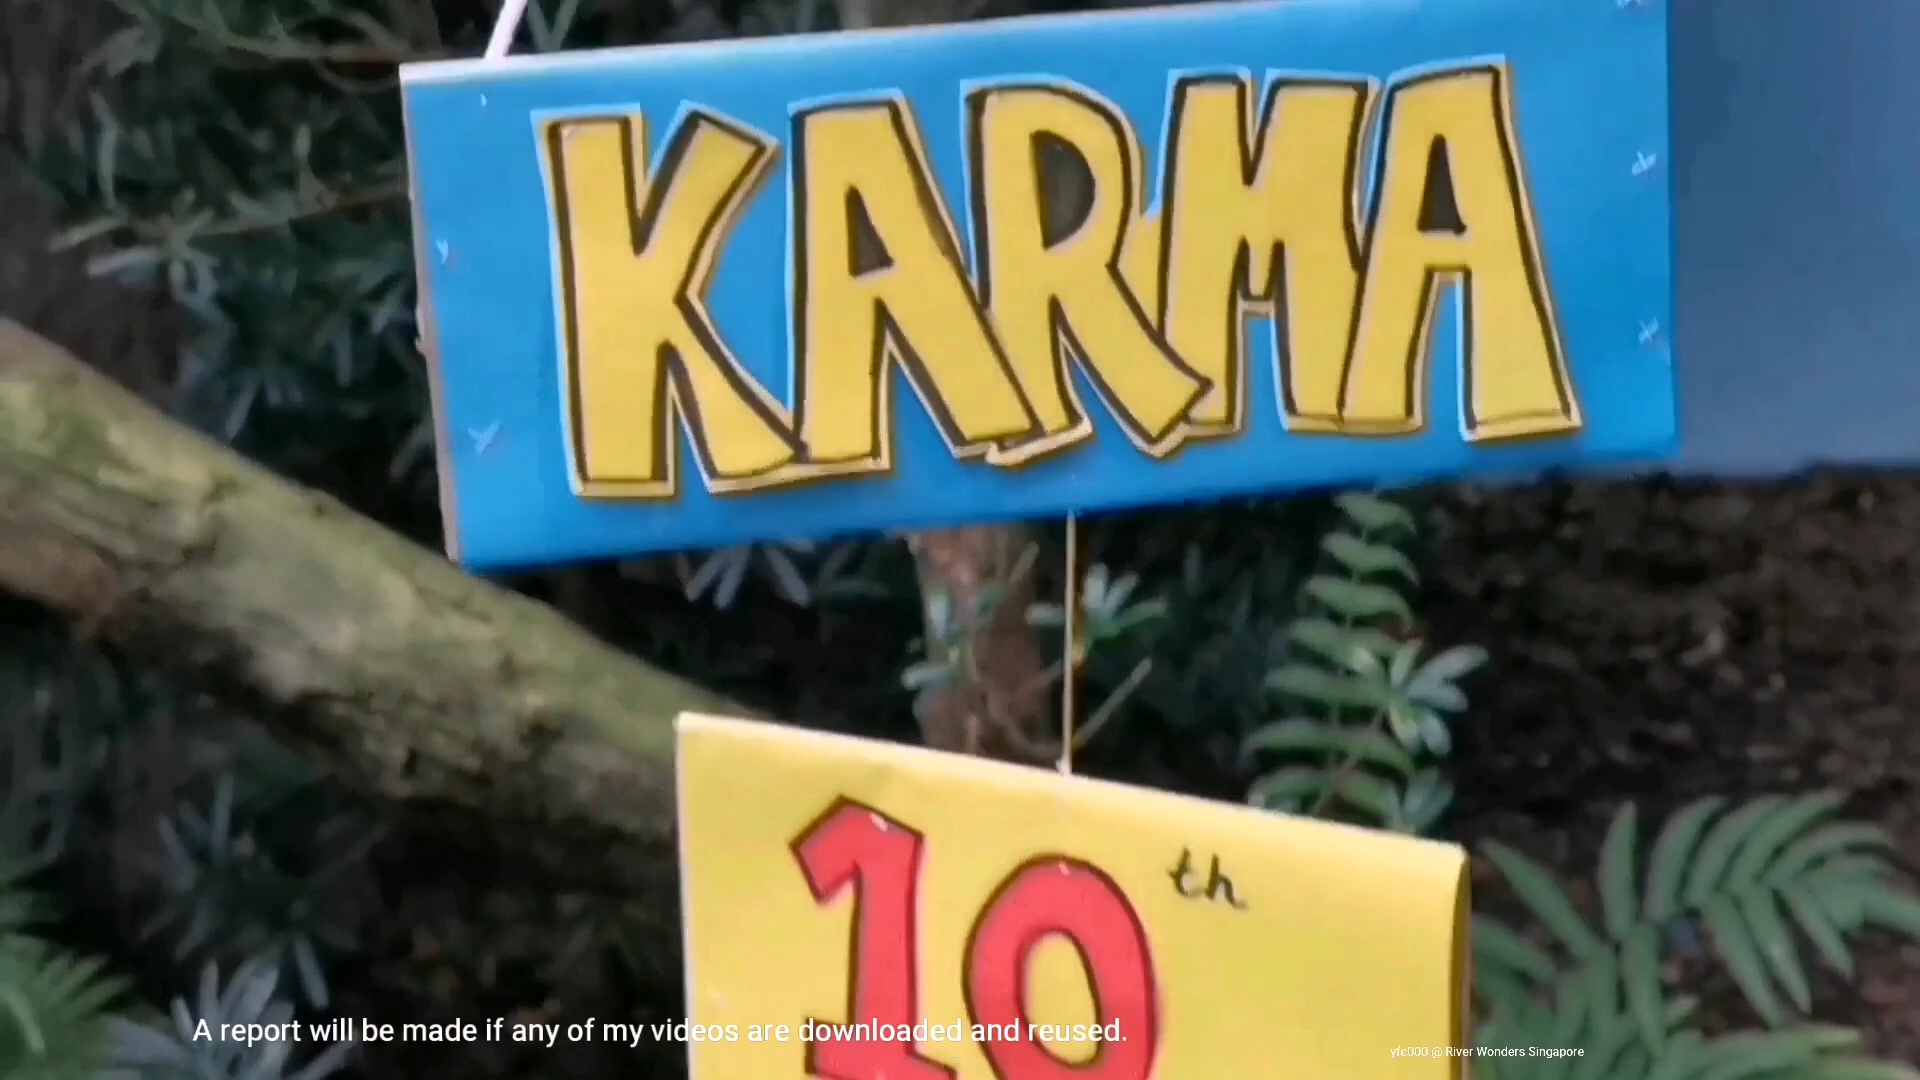 KARMA
10th
A report will be made if any of my videos are downloaded and reused.
yfc000 @ River Wonders Singapore